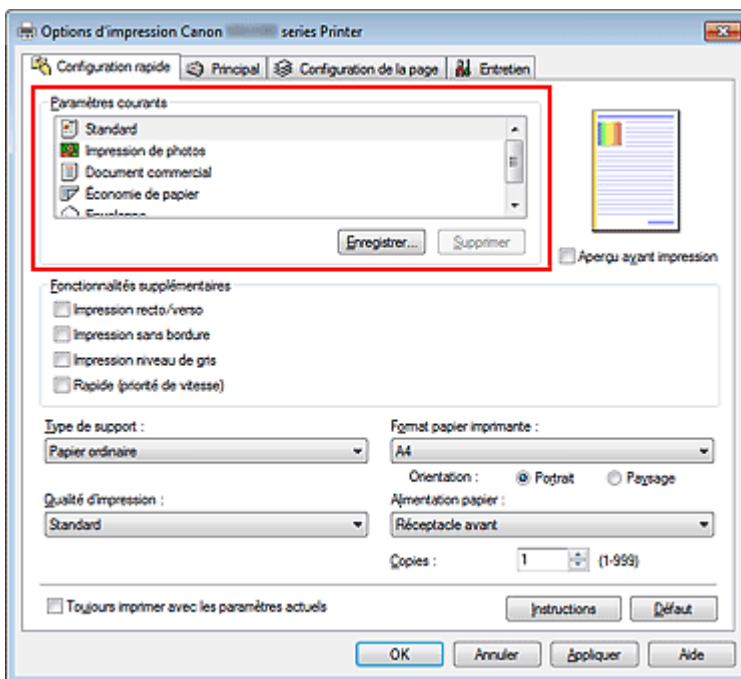 Options d'impression Canon series Printer
Configuration rapide Principal Configuration de la page Entretien
Paramètres courants
Standard
Impression de photos
Document commercial
Économie de papier
Enregistrer... Supprimer
Aperçu avant impression
Fonctionnalités supplémentaires
Impression recto/verso
Impression sans bordure
Impression niveau de gris
Rapide (priorité de vitesse)
Type de support :
Papier ordinaire
Format papier imprimante :
A4
Orientation : Portrait Paysage
Qualité d'impression :
Standard
Alimentation papier :
Réceptacle avant
Copies : 1 (1-999)
Toujours imprimer avec les paramètres actuels
Instructions Défaut
OK Annuler Appliquer Aide